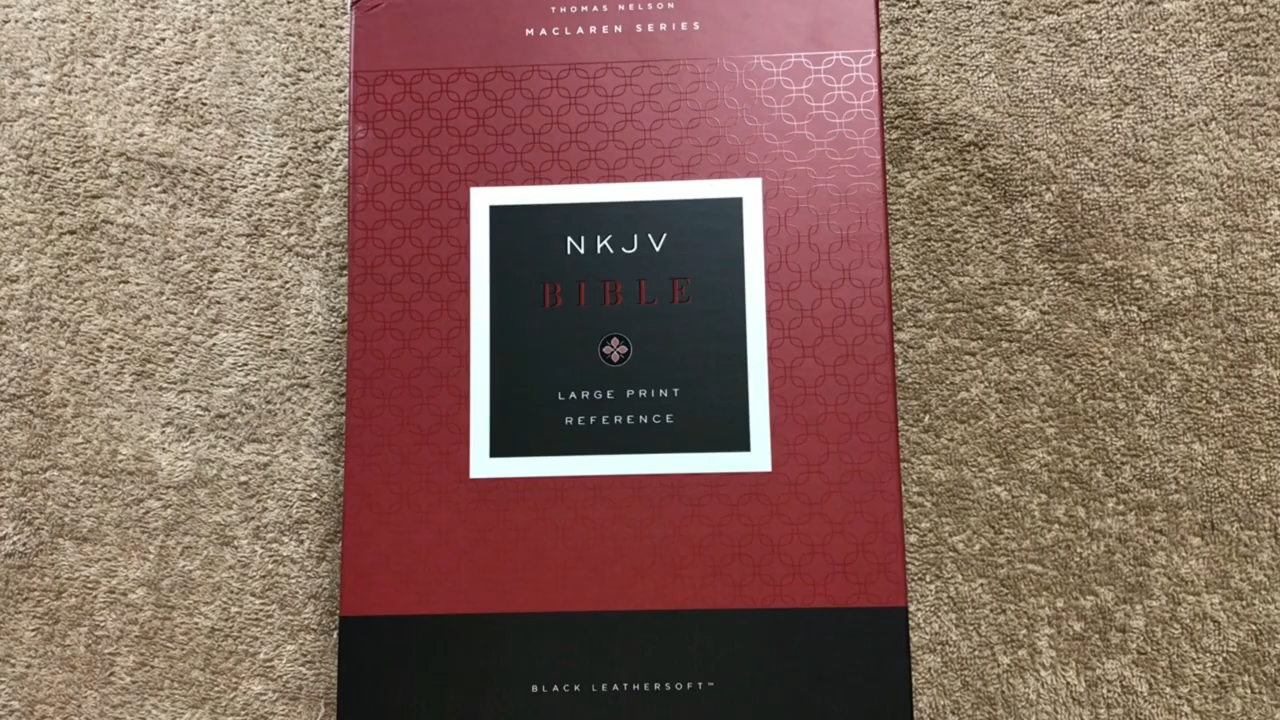 THOMAS NELSON
MACLAREN SERIES
NKJV
BIBLE
LARGE PRINT
REFERENCE
BLACK LEATHERSOFT™